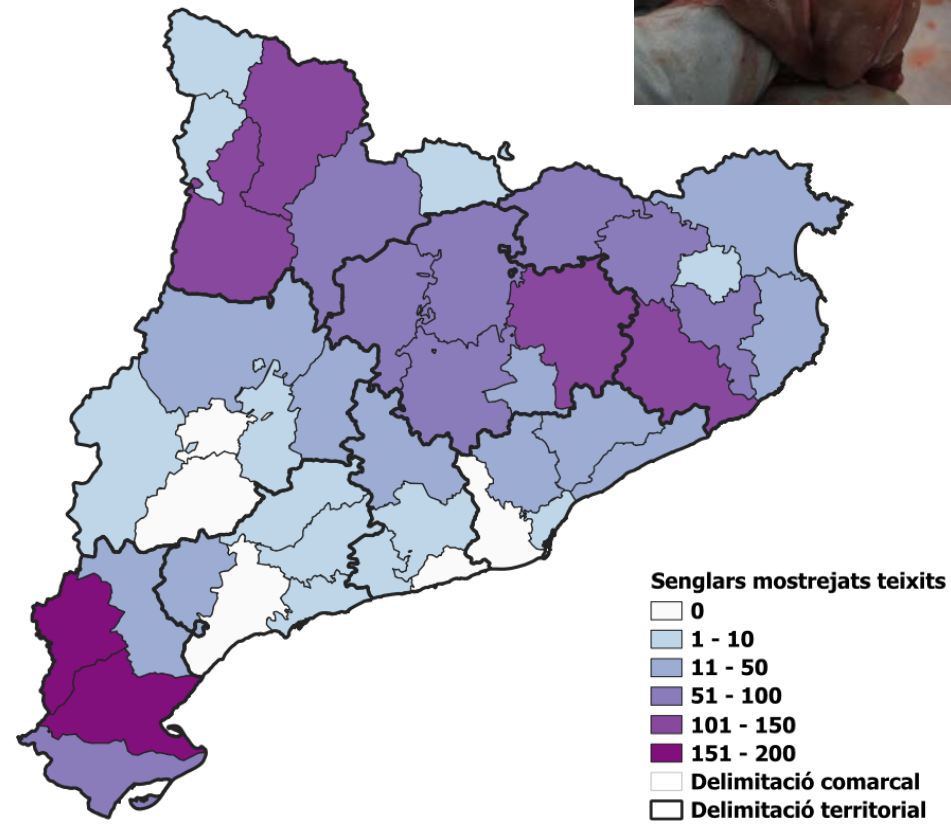 Senglars mostrejats teixits
0
1 - 10
11 - 50
51 - 100
101 - 150
151 - 200
Delimitació comarcal
Delimitació territorial